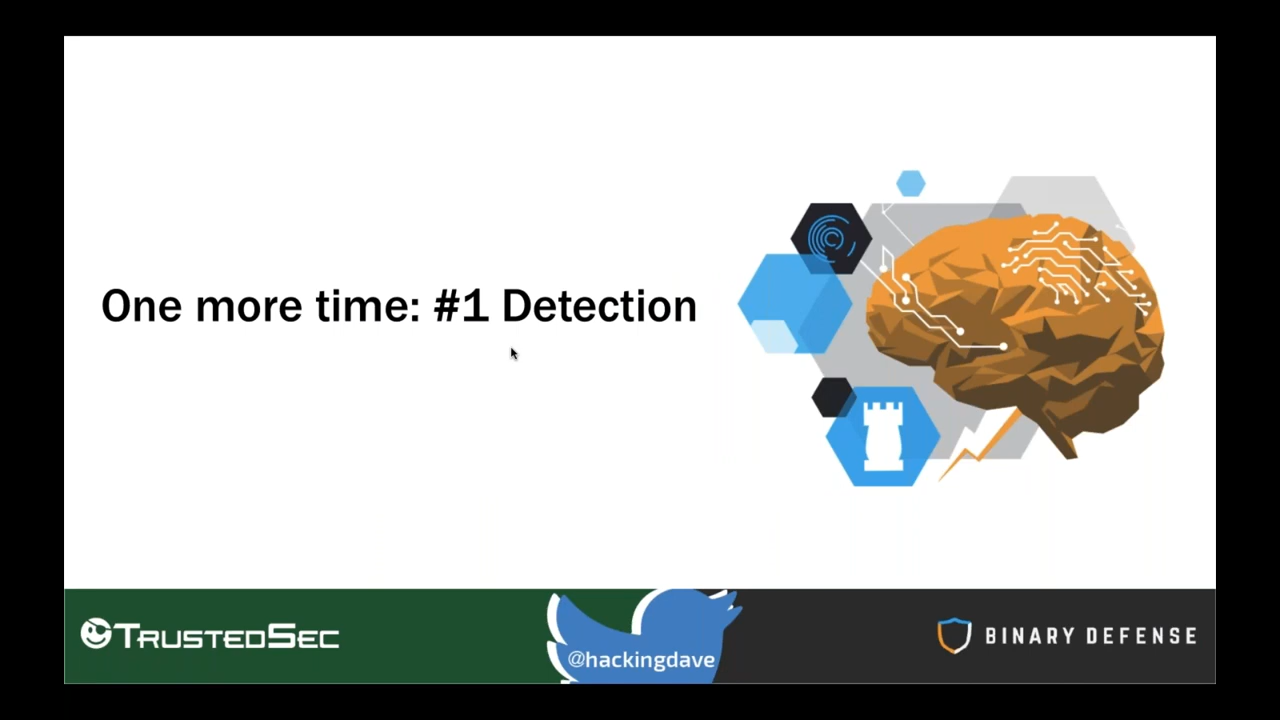 One more time: #1 Detection
TRUSTEDSEC
@hackingdave
BINARY DEFENSE